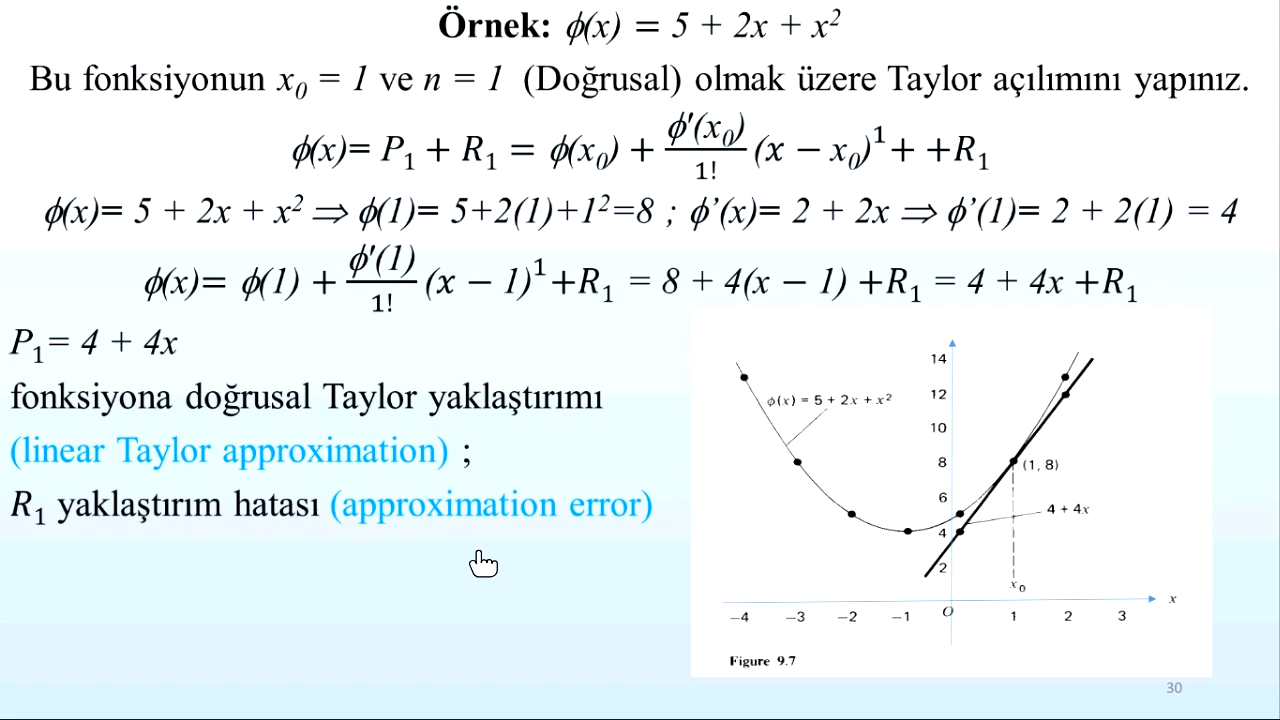 Örnek: ϕ(x) = 5 + 2x + x²
Bu fonksiyonun x₀ = 1 ve n = 1 (Doğrusal) olmak üzere Taylor açılımını yapınız.
ϕ(x)= P₁ + R₁ = ϕ(x₀) + ϕ′(x₀)/1! (x − x₀)¹+ +R₁
ϕ(x)= 5 + 2x + x² ⟹ ϕ(1)= 5+2(1)+1²=8 ; ϕ’(x)= 2 + 2x ⟹ ϕ’(1)= 2 + 2(1) = 4
ϕ(x)= ϕ(1) + ϕ′(1)/1! (x − 1)¹+R₁ = 8 + 4(x − 1) +R₁ = 4 + 4x +R₁
P₁= 4 + 4x
fonksiyona doğrusal Taylor yaklaştırımı
(linear Taylor approximation) ;
R₁ yaklaştırım hatası (approximation error)
14
ϕ(x) = 5 + 2x + x²
12
10
8
(1, 8)
6
4 + 4x
4
2
x₀
x
−4 −3 −2 −1 O 1 2 3
Figure 9.7
30